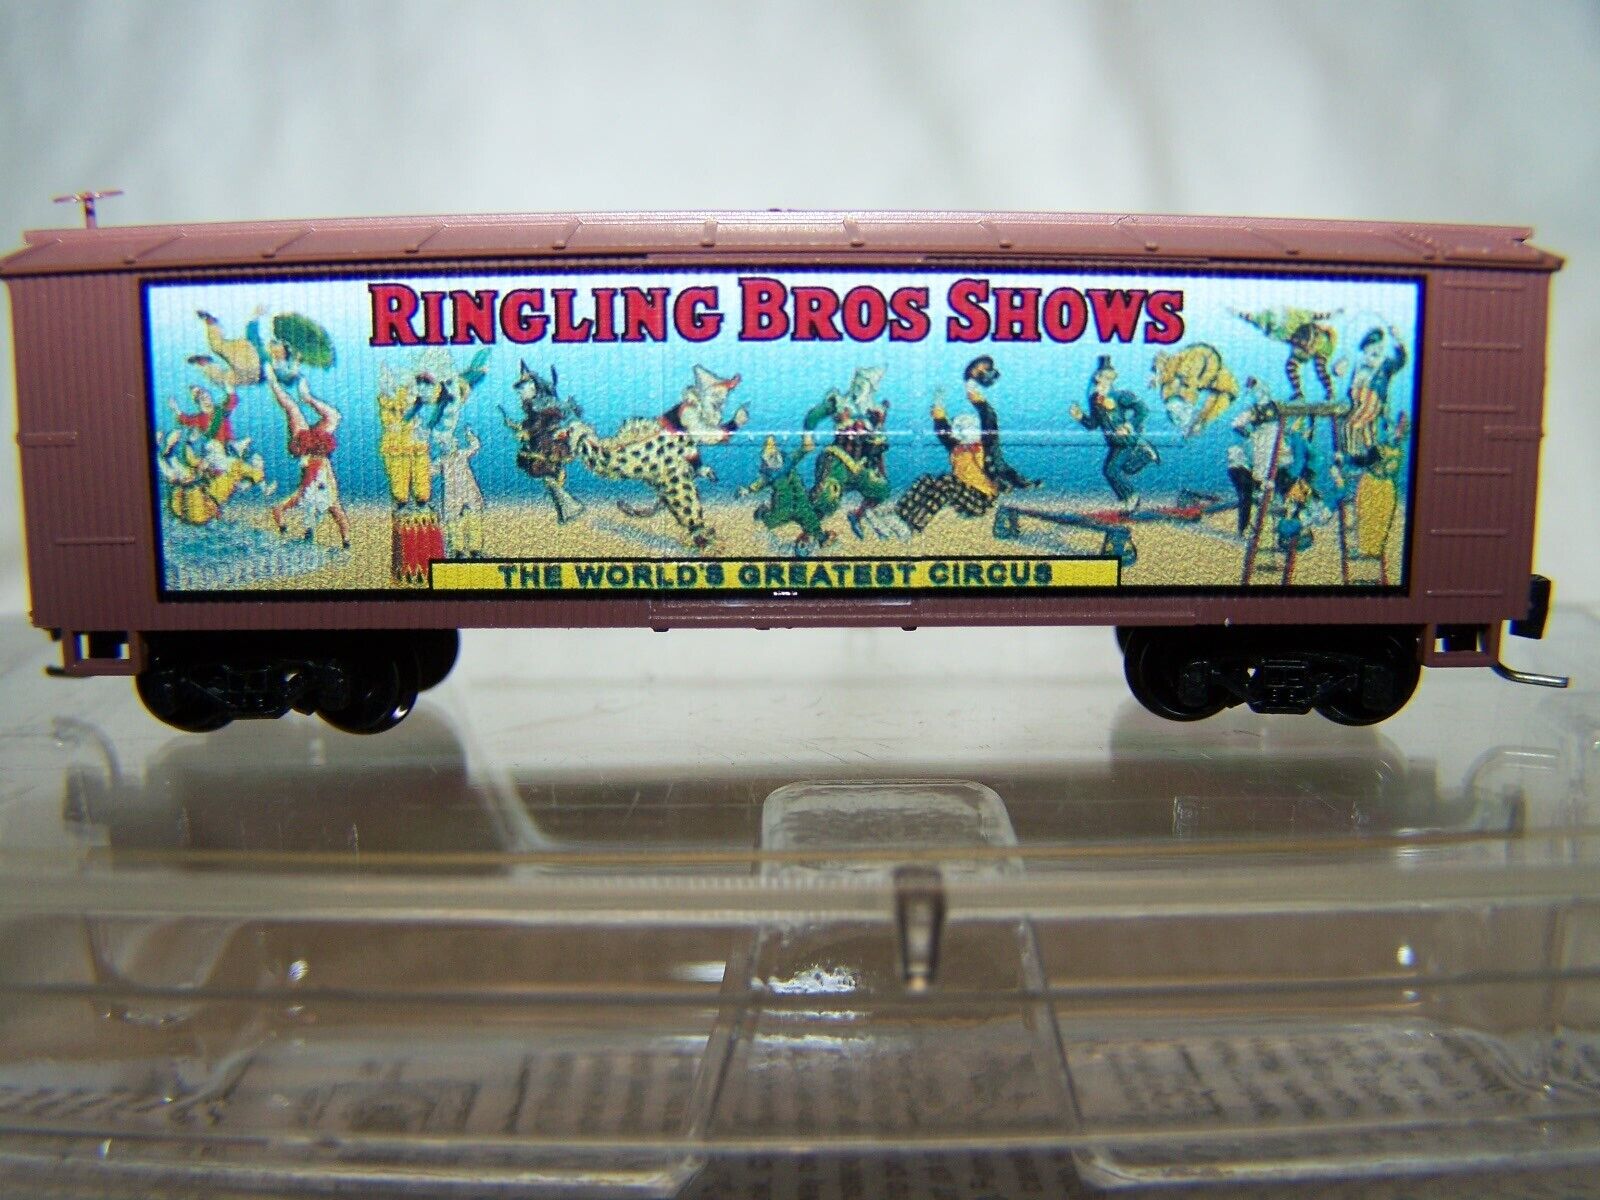 RINGLING BROS SHOWS
THE WORLD'S GREATEST CIRCUS